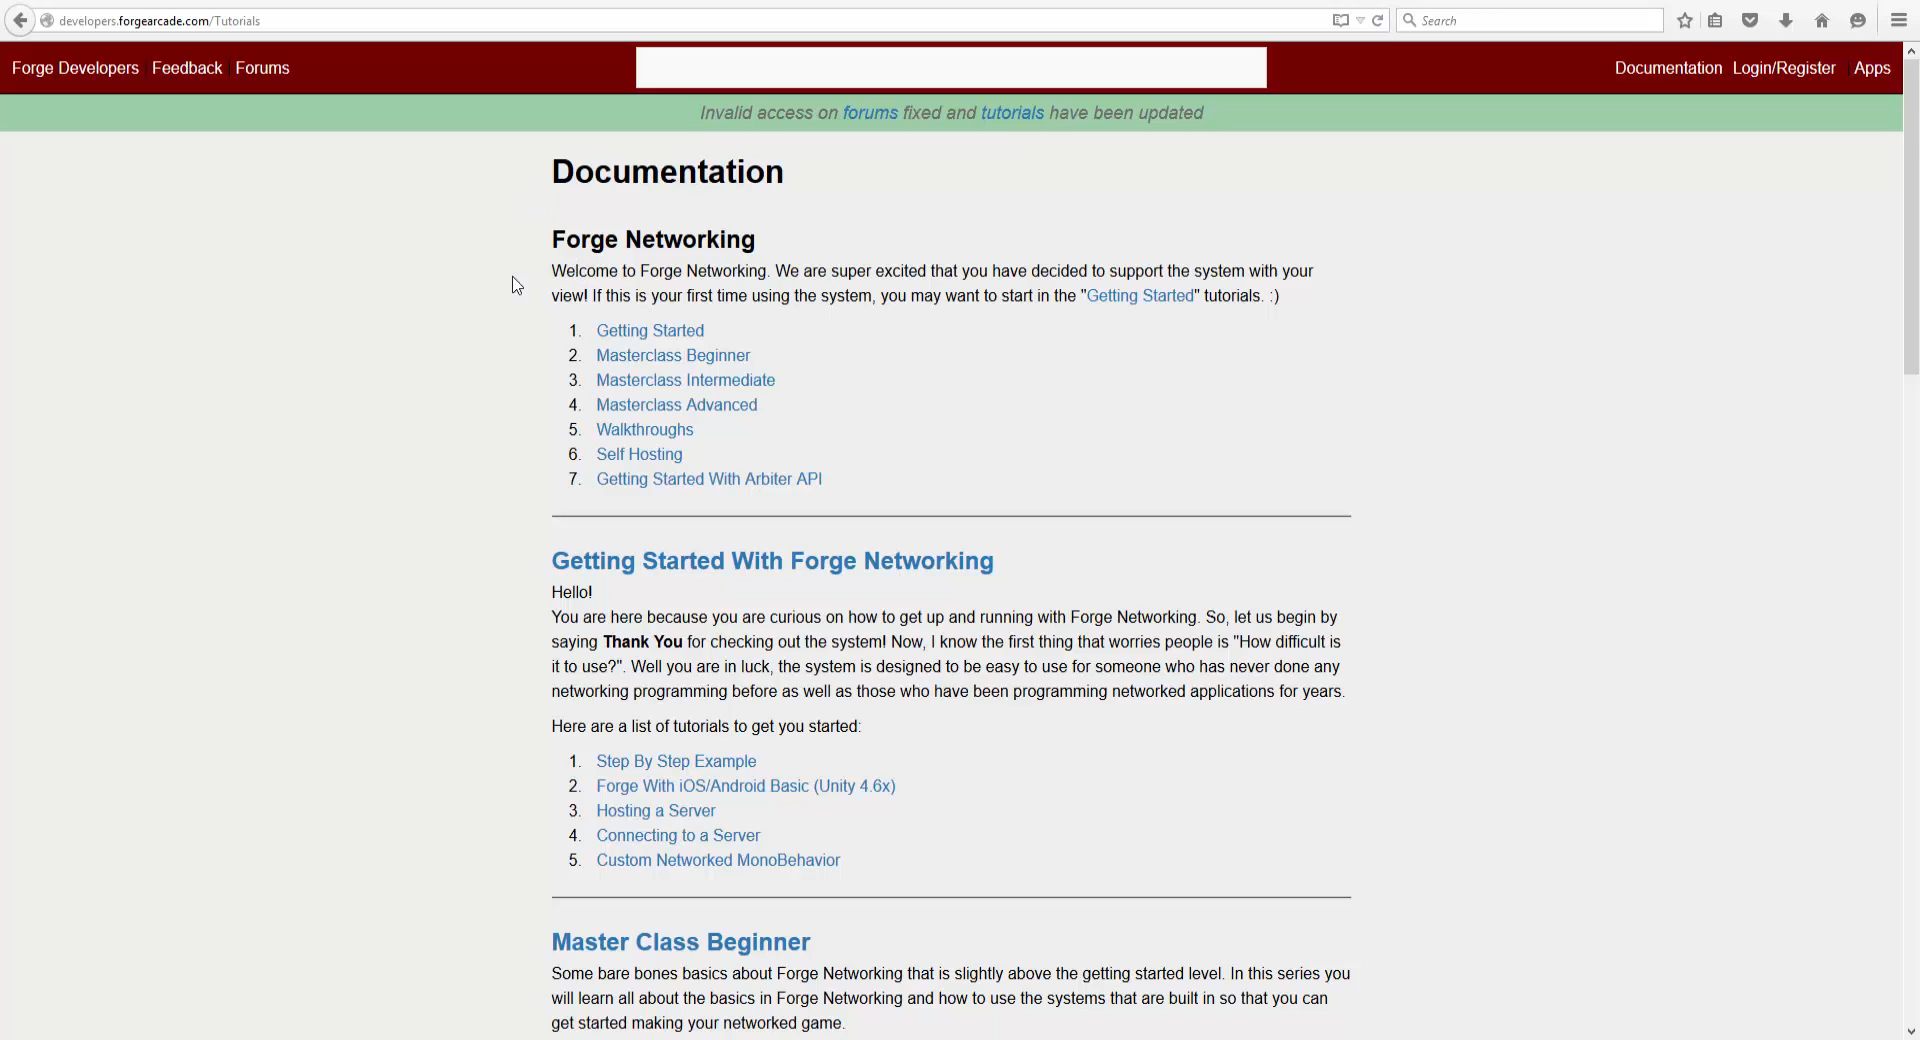 developers.forgearcade.com/Tutorials
Search
Forge Developers Feedback Forums
Documentation Login/Register Apps
Invalid access on forums fixed and tutorials have been updated
Documentation
Forge Networking
Welcome to Forge Networking. We are super excited that you have decided to support the system with your
view! If this is your first time using the system, you may want to start in the "Getting Started" tutorials. :)
1. Getting Started
2. Masterclass Beginner
3. Masterclass Intermediate
4. Masterclass Advanced
5. Walkthroughs
6. Self Hosting
7. Getting Started With Arbiter API
Getting Started With Forge Networking
Hello!
You are here because you are curious on how to get up and running with Forge Networking. So, let us begin by
saying Thank You for checking out the system! Now, I know the first thing that worries people is "How difficult is
it to use?". Well you are in luck, the system is designed to be easy to use for someone who has never done any
networking programming before as well as those who have been programming networked applications for years.
Here are a list of tutorials to get you started:
1. Step By Step Example
2. Forge With iOS/Android Basic (Unity 4.6x)
3. Hosting a Server
4. Connecting to a Server
5. Custom Networked MonoBehavior
Master Class Beginner
Some bare bones basics about Forge Networking that is slightly above the getting started level. In this series you
will learn all about the basics in Forge Networking and how to use the systems that are built in so that you can
get started making your networked game.